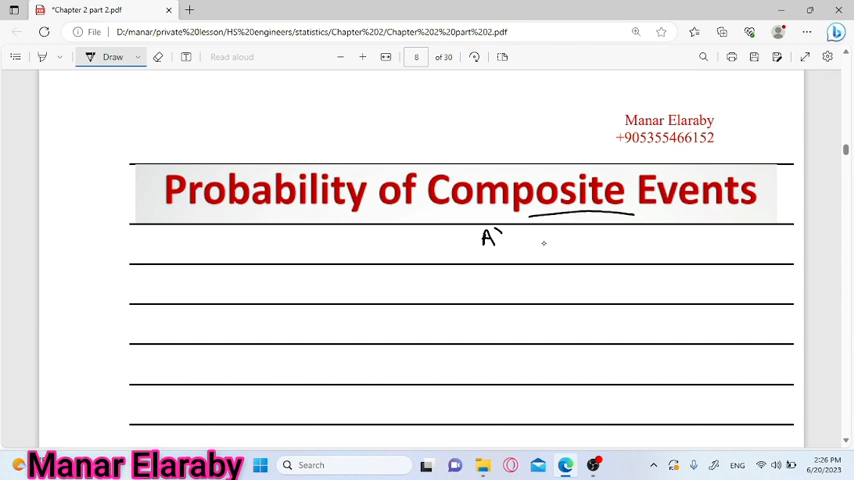 *Chapter 2 part 2.pdf
File D:/manar/private%20lesson/HS%20engineers/statistics/Chapter%202/Chapter%202%20part%202.pdf
Draw Read aloud 8 of 30
Manar Elaraby
+905355466152
Probability of Composite Events
A`
Manar Elaraby Search ENG 2:26 PM
6/20/2023